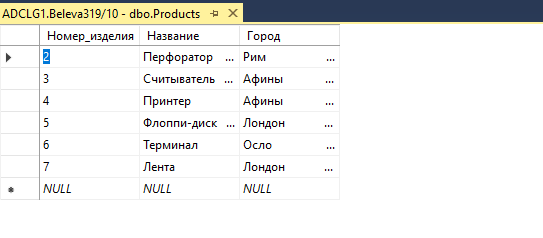 ADCLG1.Beleva319/10 - dbo.Products
Номер_изделия Название Город
2 Перфоратор ... Рим ...
3 Считыватель ... Афины ...
4 Принтер ... Афины ...
5 Флоппи-диск ... Лондон ...
6 Терминал ... Осло ...
7 Лента ... Лондон ...
NULL NULL NULL